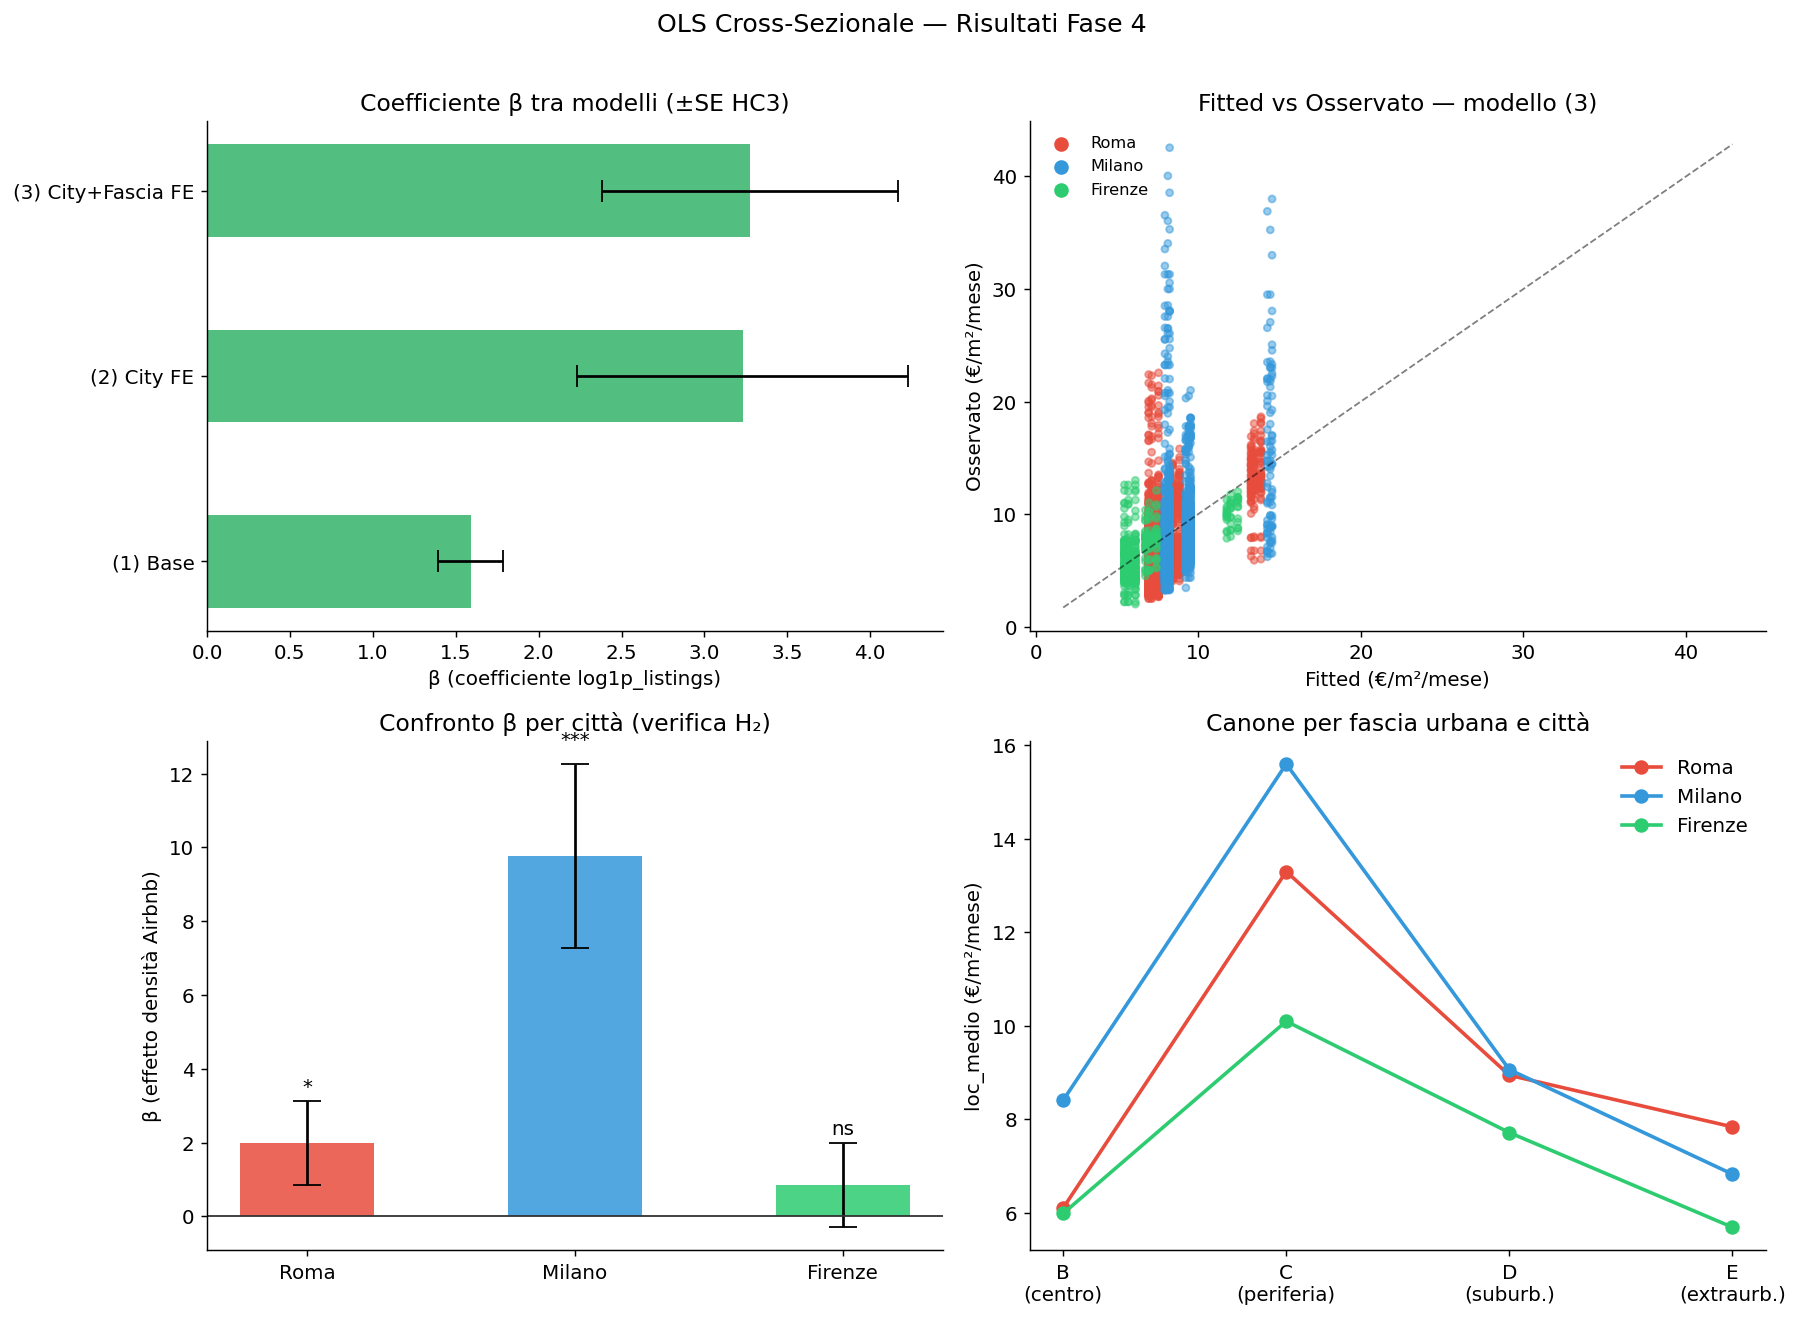 OLS Cross-Sezionale — Risultati Fase 4
Coefficiente β tra modelli (±SE HC3)
(3) City+Fascia FE
(2) City FE
(1) Base
0.0 0.5 1.0 1.5 2.0 2.5 3.0 3.5 4.0
β (coefficiente log1p_listings)
Fitted vs Osservato — modello (3)
Roma
Milano
Firenze
Osservato (€/m²/mese)
40
30
20
10
0
0 10 20 30 40
Fitted (€/m²/mese)
Confronto β per città (verifica H₂)
β (effetto densità Airbnb)
12
10
8
6
4
2
0
*
***
ns
Roma Milano Firenze
Canone per fascia urbana e città
Roma
Milano
Firenze
loc_medio (€/m²/mese)
16
14
12
10
8
6
B C D E
(centro) (periferia) (suburb.) (extraurb.)